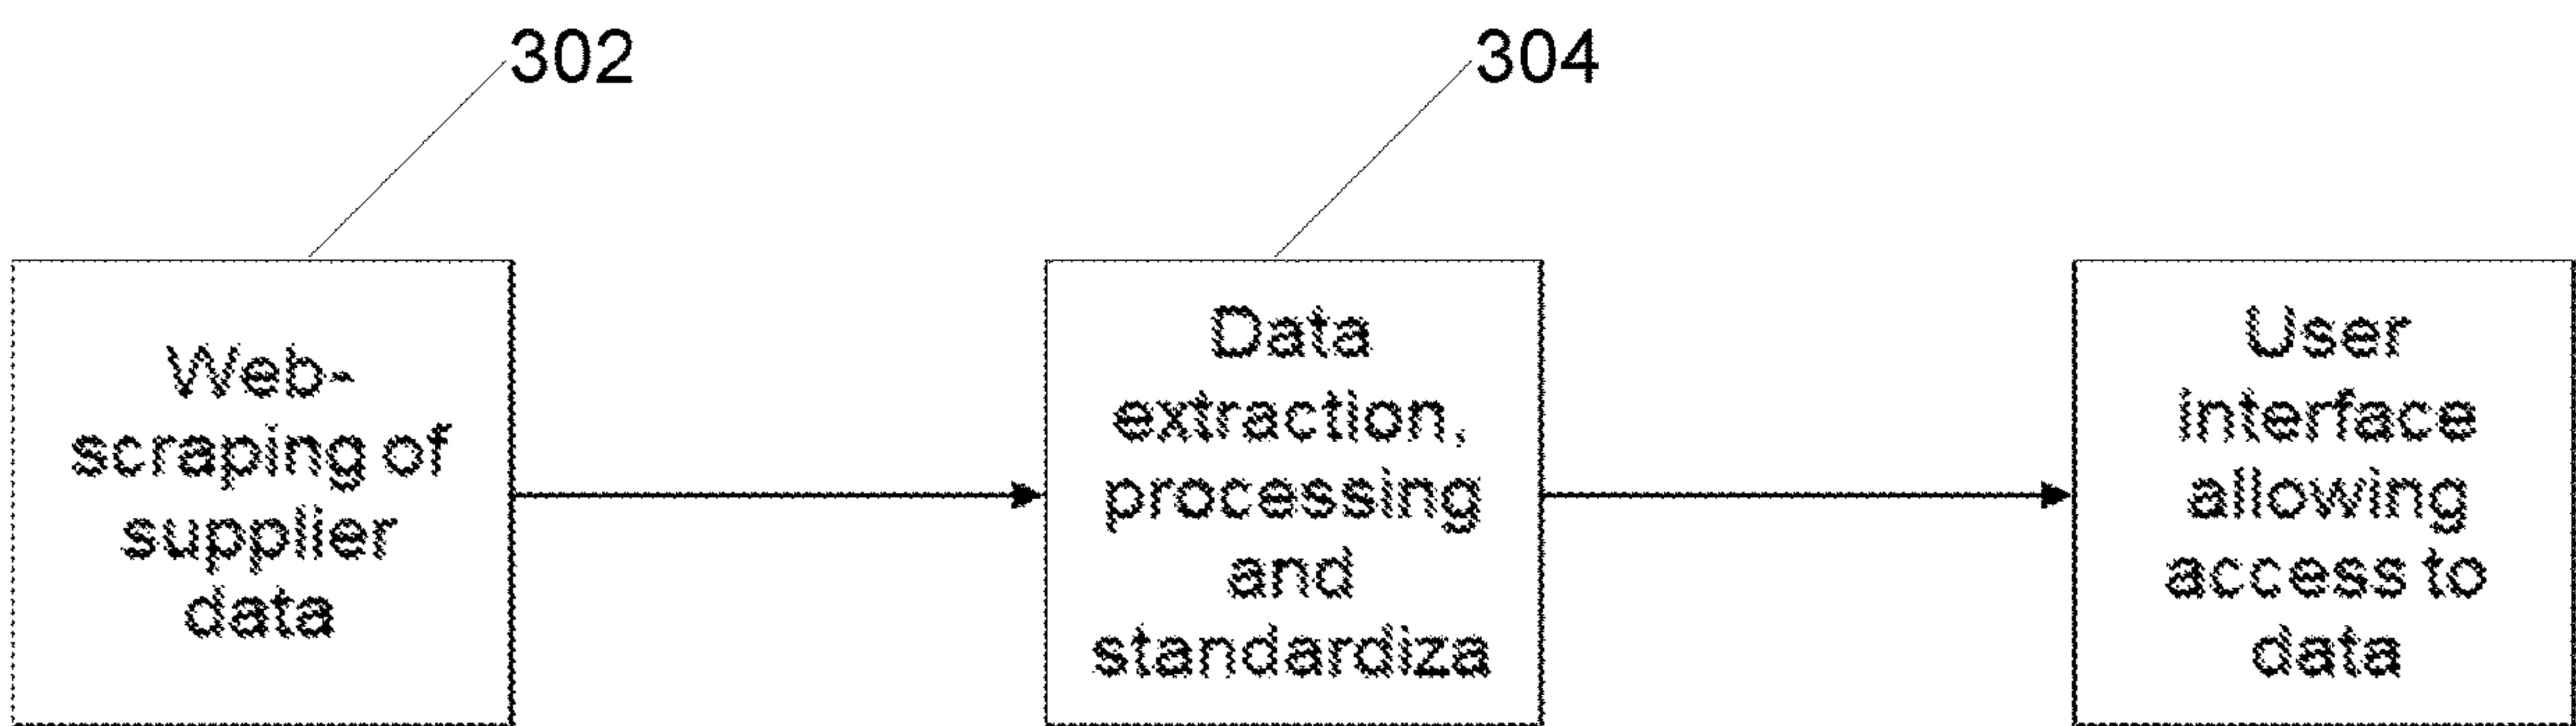 302
304
Web-
scraping of
supplier
data
Data
extraction,
processing
and
standardiza
User
interface
allowing
access to
data